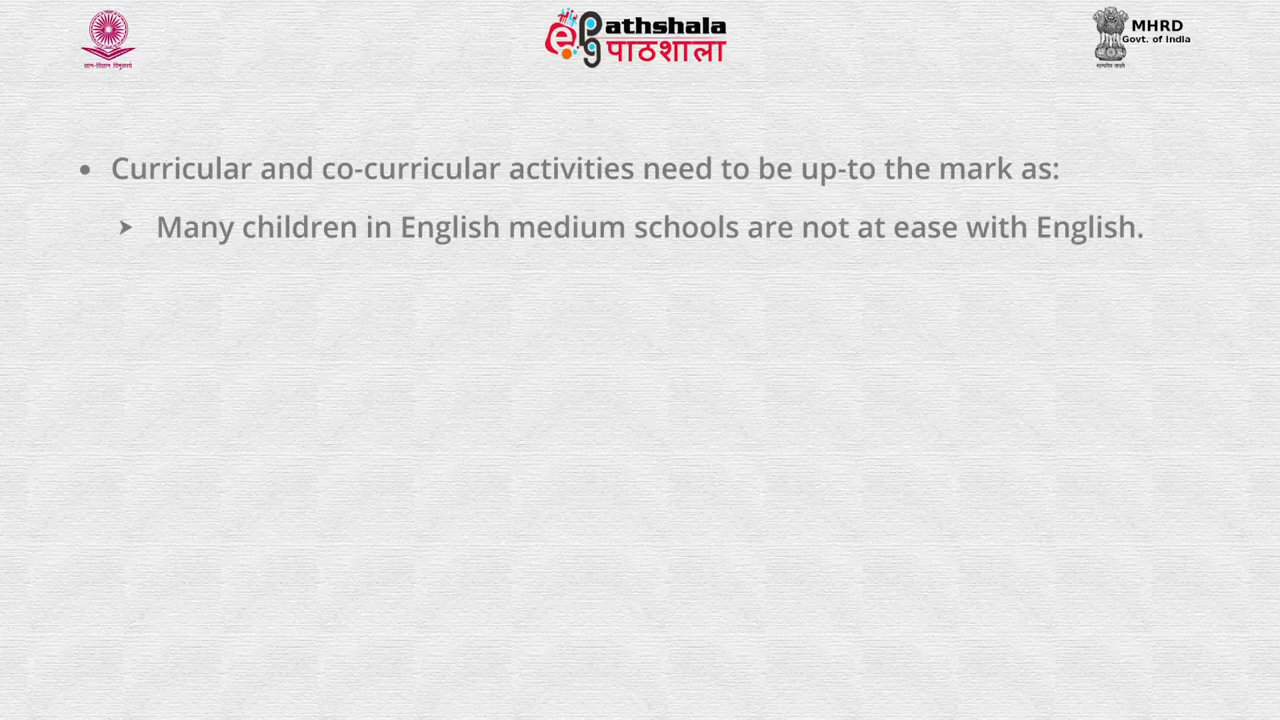 athshala
पाठशाला
MHRD
Govt. of India
• Curricular and co-curricular activities need to be up-to the mark as:
➤ Many children in English medium schools are not at ease with English.